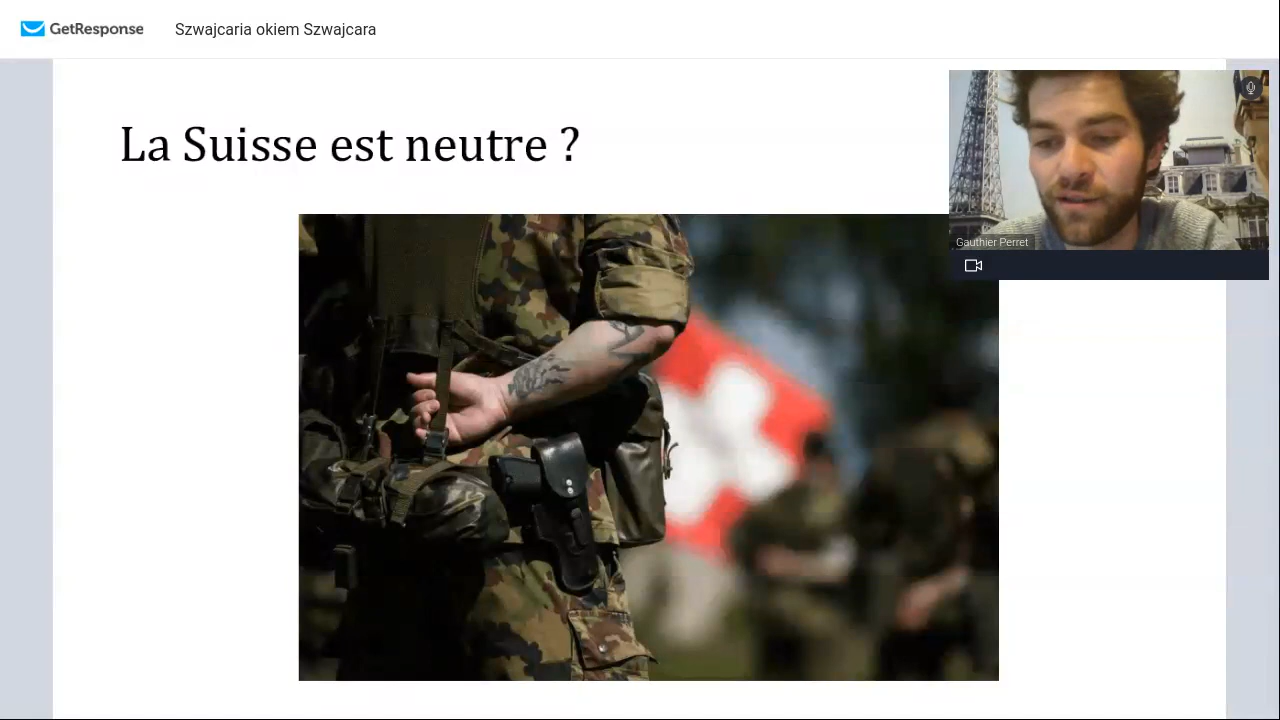 GetResponse
Szwajcaria okiem Szwajcara
La Suisse est neutre ?
Gauthier Perret